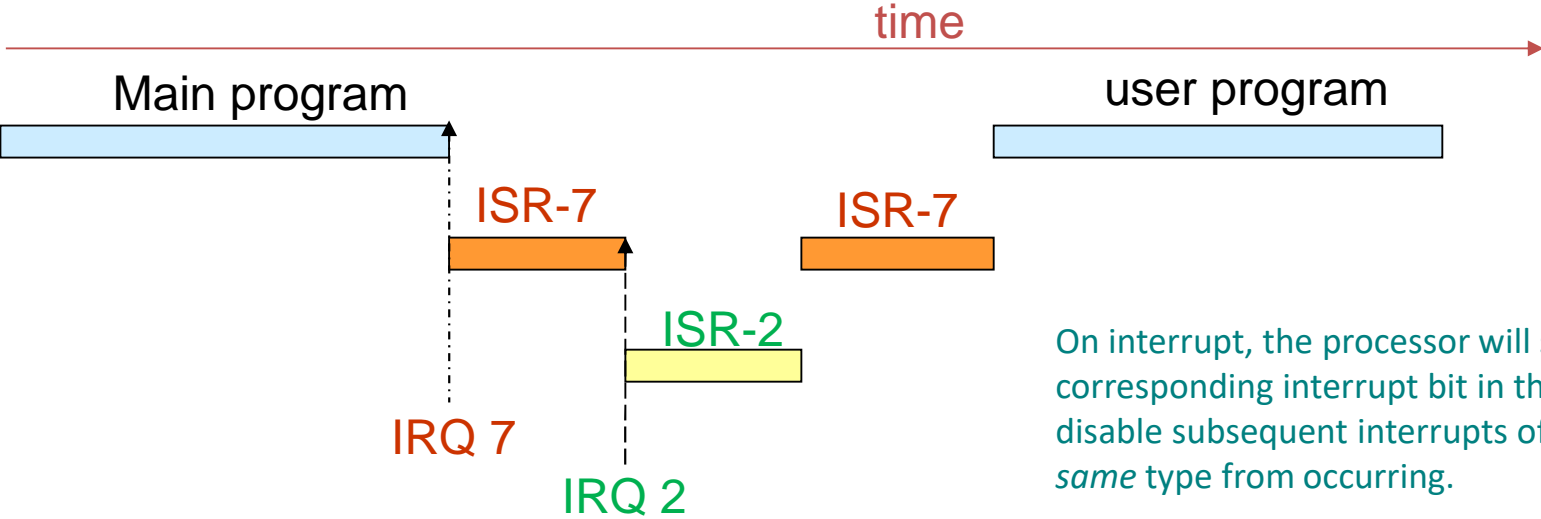 time
Main program
user program
ISR-7
ISR-7
ISR-2
On interrupt, the processor will
corresponding interrupt bit in th
disable subsequent interrupts of
same type from occurring.
IRQ 7
IRQ 2